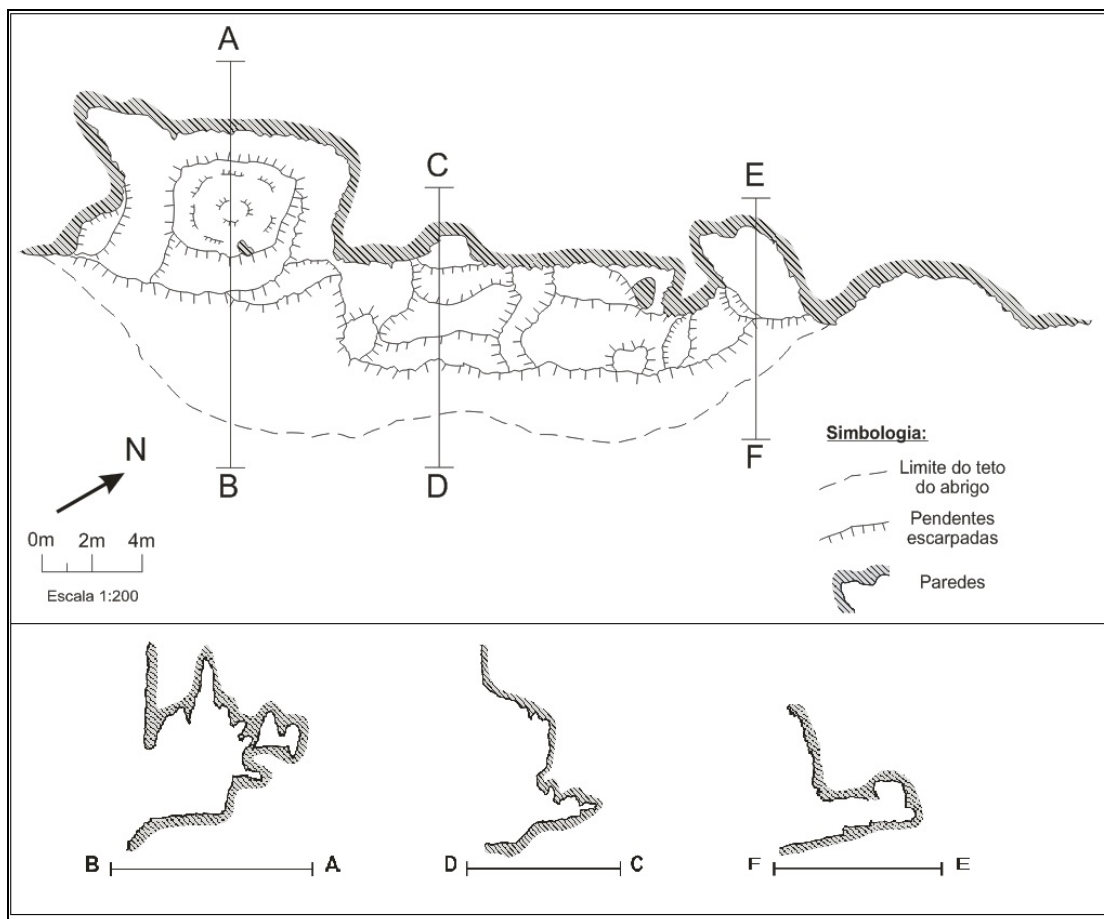 A
C
E
B
D
F
N
0m 2m 4m
Escala 1:200
Simbologia:
Limite do teto
do abrigo
Pendentes
escarpadas
Paredes
B A
D C
F E